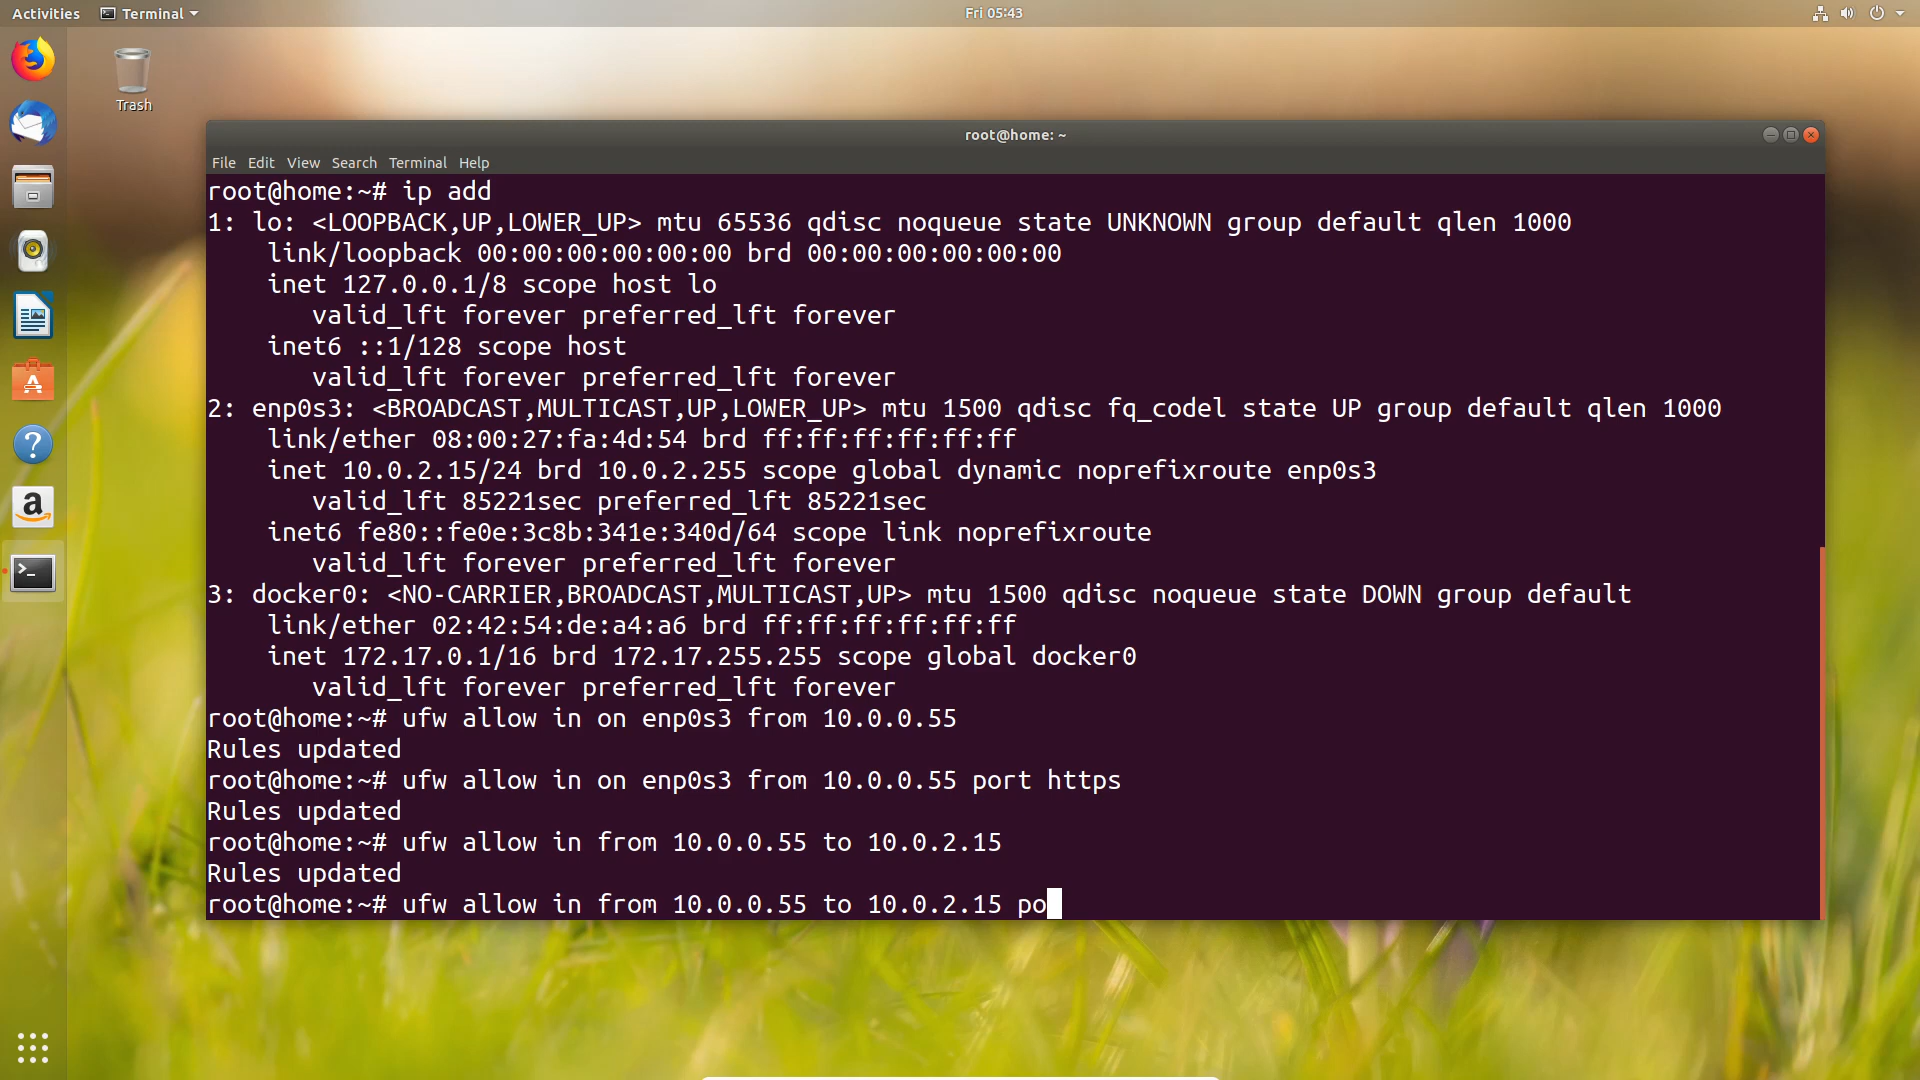 Activities Terminal Fri 05:43
Trash
root@home: ~
File Edit View Search Terminal Help
root@home:~# ip add
1: lo: <LOOPBACK,UP,LOWER_UP> mtu 65536 qdisc noqueue state UNKNOWN group default qlen 1000
    link/loopback 00:00:00:00:00:00 brd 00:00:00:00:00:00
    inet 127.0.0.1/8 scope host lo
       valid_lft forever preferred_lft forever
    inet6 ::1/128 scope host
       valid_lft forever preferred_lft forever
2: enp0s3: <BROADCAST,MULTICAST,UP,LOWER_UP> mtu 1500 qdisc fq_codel state UP group default qlen 1000
    link/ether 08:00:27:fa:4d:54 brd ff:ff:ff:ff:ff:ff
    inet 10.0.2.15/24 brd 10.0.2.255 scope global dynamic noprefixroute enp0s3
       valid_lft 85221sec preferred_lft 85221sec
    inet6 fe80::fe0e:3c8b:341e:340d/64 scope link noprefixroute
       valid_lft forever preferred_lft forever
3: docker0: <NO-CARRIER,BROADCAST,MULTICAST,UP> mtu 1500 qdisc noqueue state DOWN group default
    link/ether 02:42:54:de:a4:a6 brd ff:ff:ff:ff:ff:ff
    inet 172.17.0.1/16 brd 172.17.255.255 scope global docker0
       valid_lft forever preferred_lft forever
root@home:~# ufw allow in on enp0s3 from 10.0.0.55
Rules updated
root@home:~# ufw allow in on enp0s3 from 10.0.0.55 port https
Rules updated
root@home:~# ufw allow in from 10.0.0.55 to 10.0.2.15
Rules updated
root@home:~# ufw allow in from 10.0.0.55 to 10.0.2.15 po